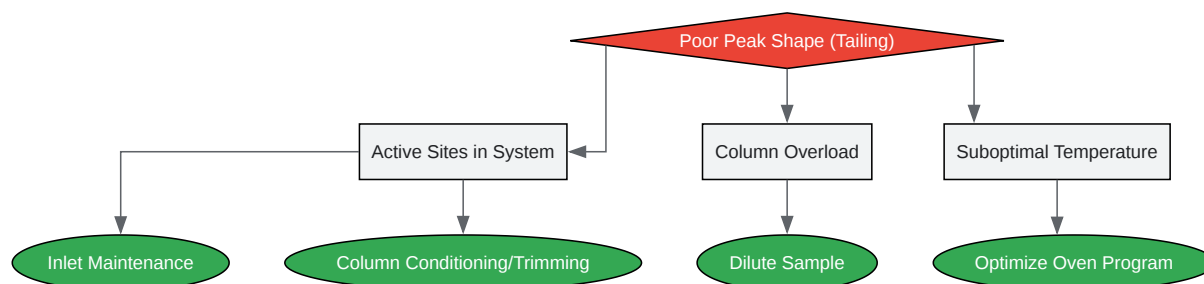 Poor Peak Shape (Tailing)
Active Sites in System
Column Overload
Suboptimal Temperature
Inlet Maintenance
Column Conditioning/Trimming
Dilute Sample
Optimize Oven Program